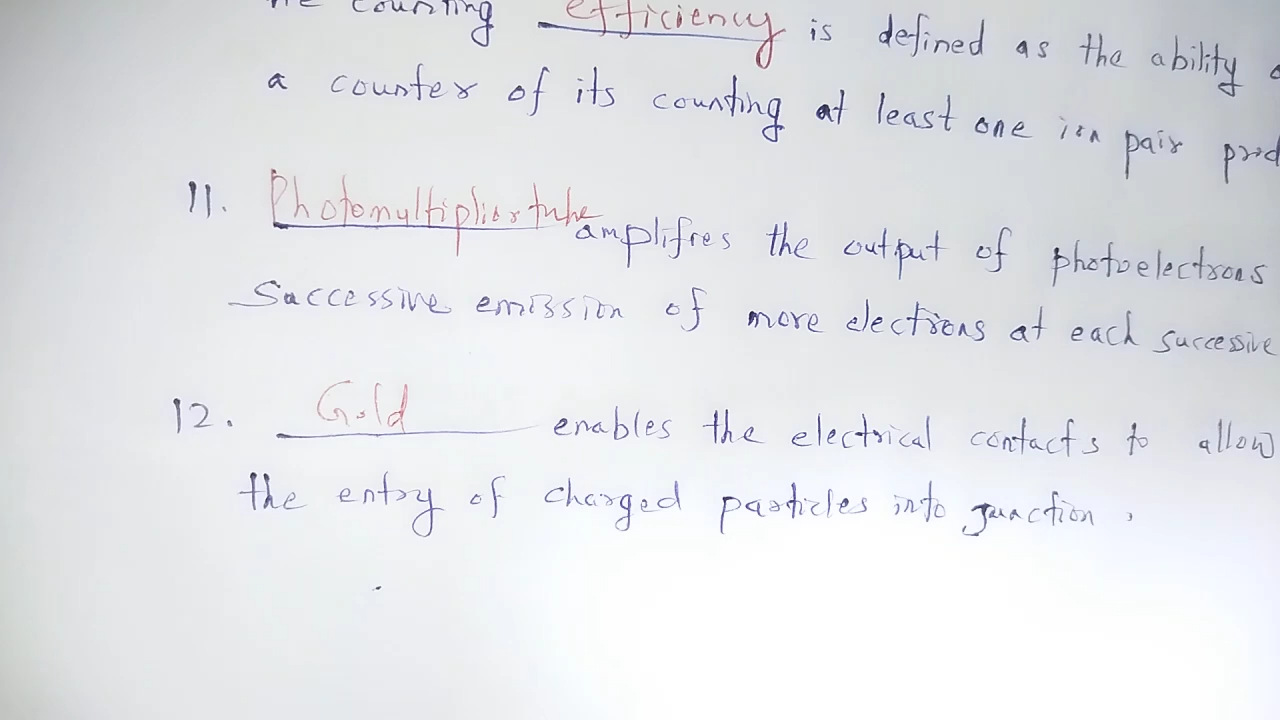 counting efficiency is defined as the ability
a counter of its counting at least one ion pair prod
11. Photomultiplier tube amplifies the output of photoelectrons
Successive emission of more electrons at each successive
12. Gold enables the electrical contacts to allow
the entry of charged particles into junction.